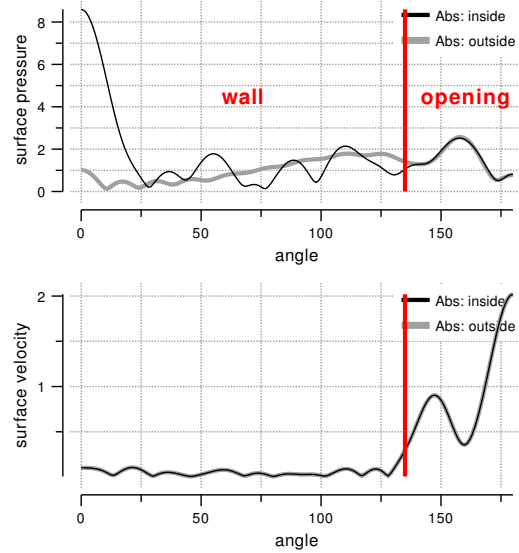 Abs: inside
Abs: outside
wall
opening
surface pressure
8
6
4
2
0
0
50
100
150
angle
Abs: inside
Abs: outside
surface velocity
2
1
0
50
100
150
angle